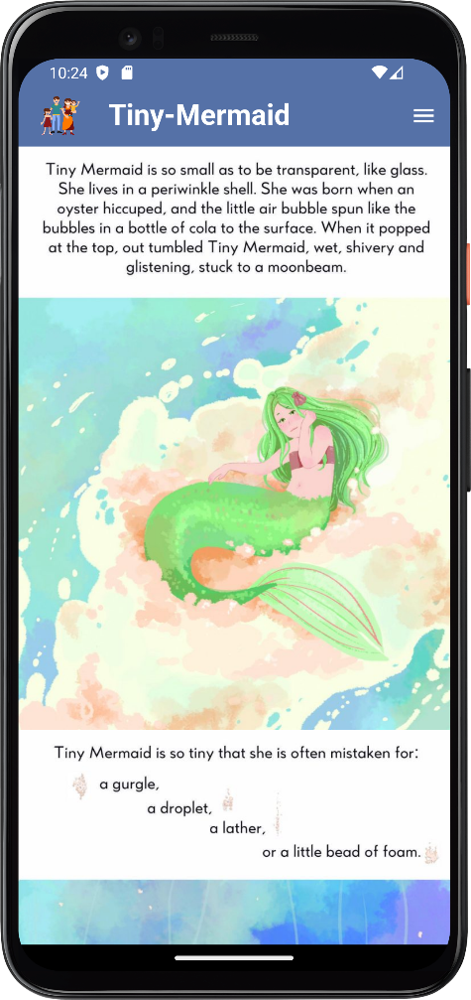 10:24
Tiny-Mermaid
Tiny Mermaid is so small as to be transparent, like glass.
She lives in a periwinkle shell. She was born when an
oyster hiccuped, and the little air bubble spun like the
bubbles in a bottle of cola to the surface. When it popped
at the top, out tumbled Tiny Mermaid, wet, shivery and
glistening, stuck to a moonbeam.
Tiny Mermaid is so tiny that she is often mistaken for:
a gurgle,
a droplet,
a lather,
or a little bead of foam.